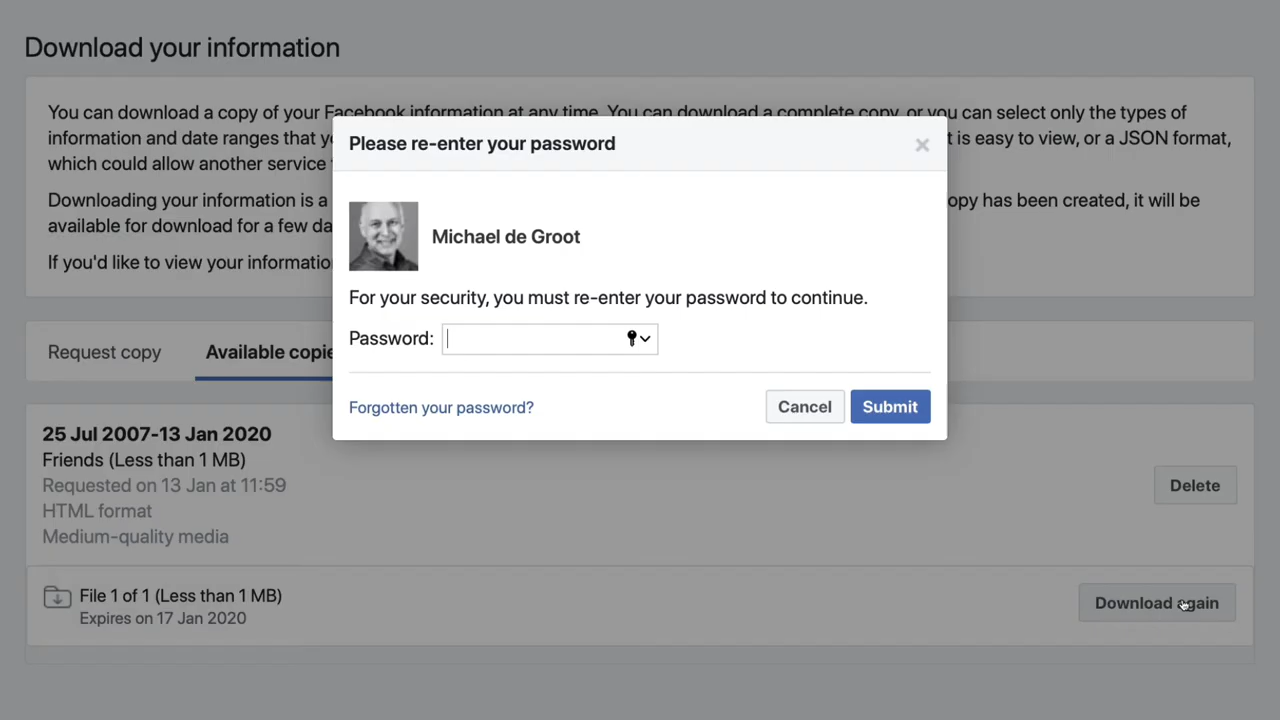 Download your information
You can download a copy of your Facebook information at any time. You can download a complete copy, or you can select only the types of
information and date ranges that t is easy to view, or a JSON format,
which could allow another service
Downloading your information is a opy has been created, it will be
available for download for a few da
If you'd like to view your informatio
Please re-enter your password
Michael de Groot
For your security, you must re-enter your password to continue.
Password:
Forgotten your password?
Cancel
Submit
Request copy
Available copie
25 Jul 2007-13 Jan 2020
Friends (Less than 1 MB)
Requested on 13 Jan at 11:59
HTML format
Medium-quality media
Delete
File 1 of 1 (Less than 1 MB)
Expires on 17 Jan 2020
Download again